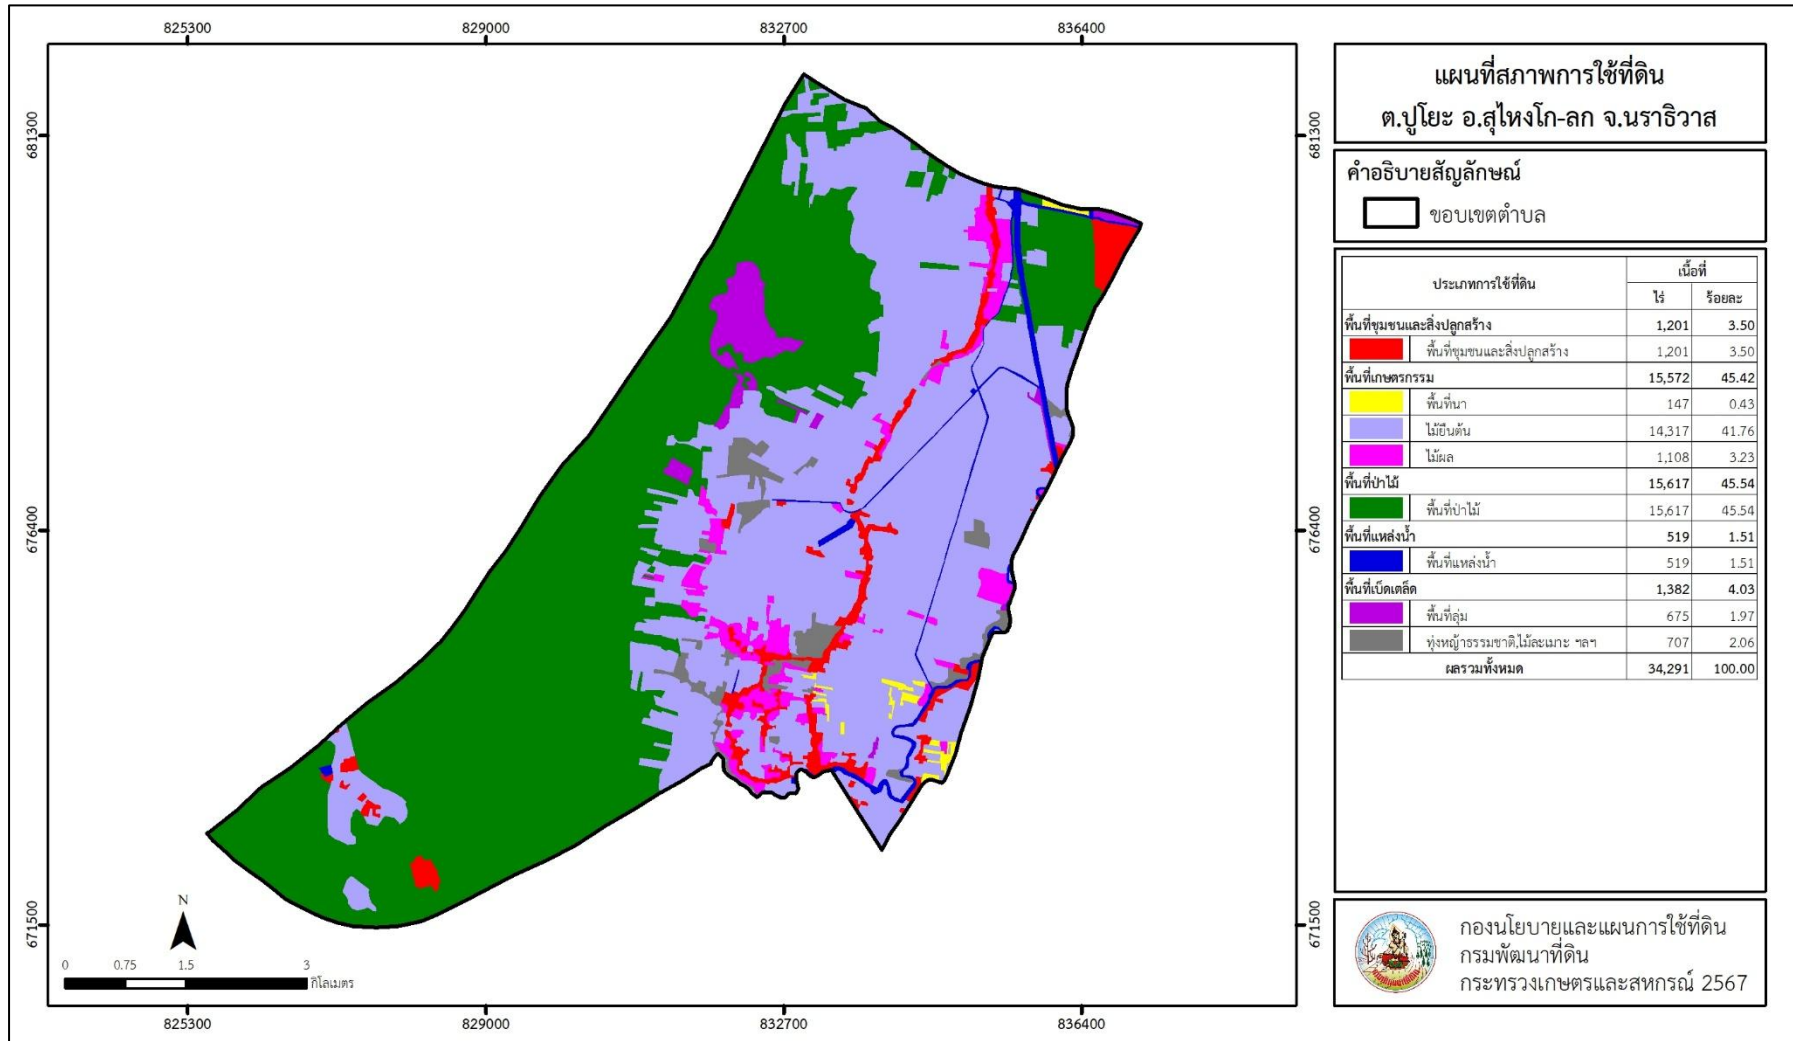 825300 829000 832700 836400
681300 681300
676400 676400
671500 671500
825300 829000 832700 836400
N
0 0.75 1.5 3
กิโลเมตร
แผนที่สภาพการใช้ที่ดิน
ต.ปูโยะ อ.สุไหงโก-ลก จ.นราธิวาส
คำอธิบายสัญลักษณ์
ขอบเขตตำบล
ประเภทการใช้ที่ดิน เนื้อที่
ไร่ ร้อยละ
พื้นที่ชุมชนและสิ่งปลูกสร้าง 1,201 3.50
พื้นที่ชุมชนและสิ่งปลูกสร้าง 1,201 3.50
พื้นที่เกษตรกรรม 15,572 45.42
พื้นที่นา 147 0.43
ไม้ยืนต้น 14,317 41.76
ไม้ผล 1,108 3.23
พื้นที่ป่าไม้ 15,617 45.54
พื้นที่ป่าไม้ 15,617 45.54
พื้นที่แหล่งน้ำ 519 1.51
พื้นที่แหล่งน้ำ 519 1.51
พื้นที่เบ็ดเตล็ด 1,382 4.03
พื้นที่ลุ่ม 675 1.97
ทุ่งหญ้าธรรมชาติ,ไม้ละเมาะ ฯลฯ 707 2.06
ผลรวมทั้งหมด 34,291 100.00
กองนโยบายและแผนการใช้ที่ดิน
กรมพัฒนาที่ดิน
กระทรวงเกษตรและสหกรณ์ 2567